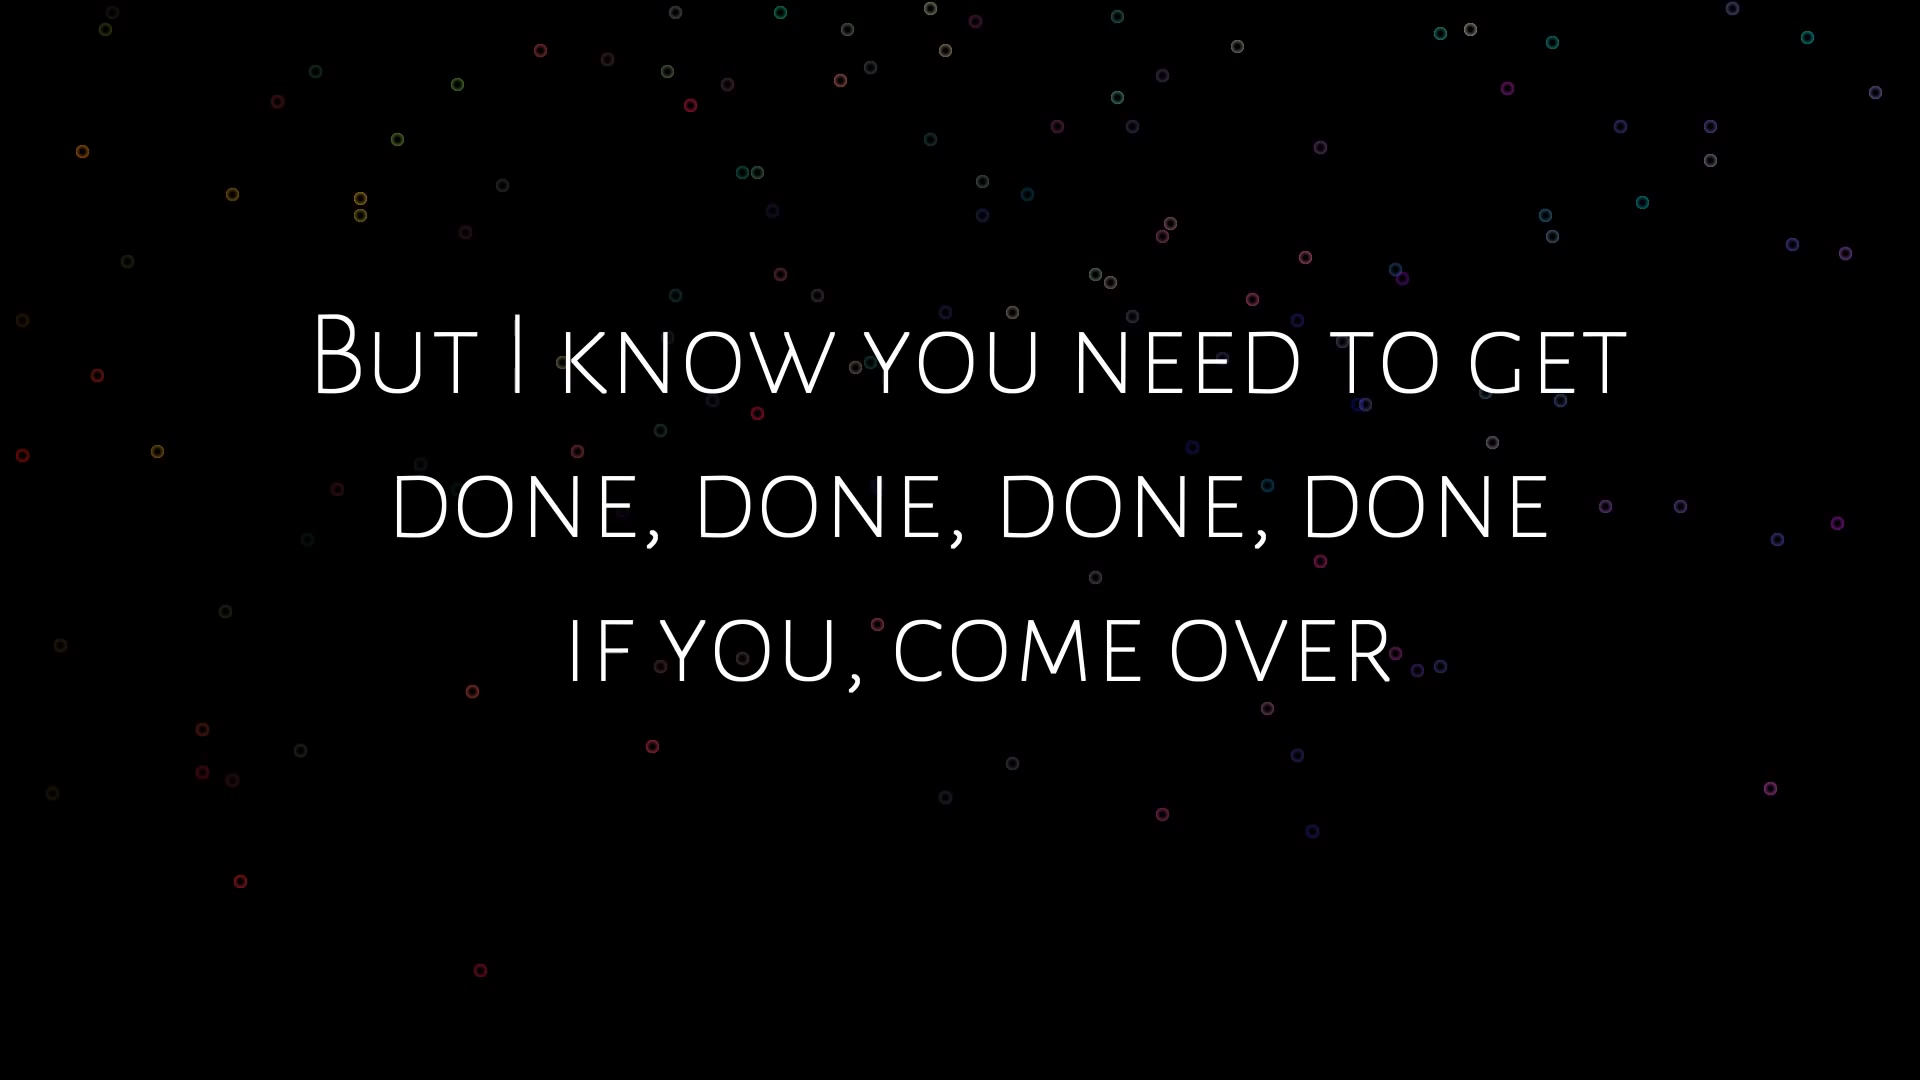 But I know you need to get
done, done, done, done
if you, come over